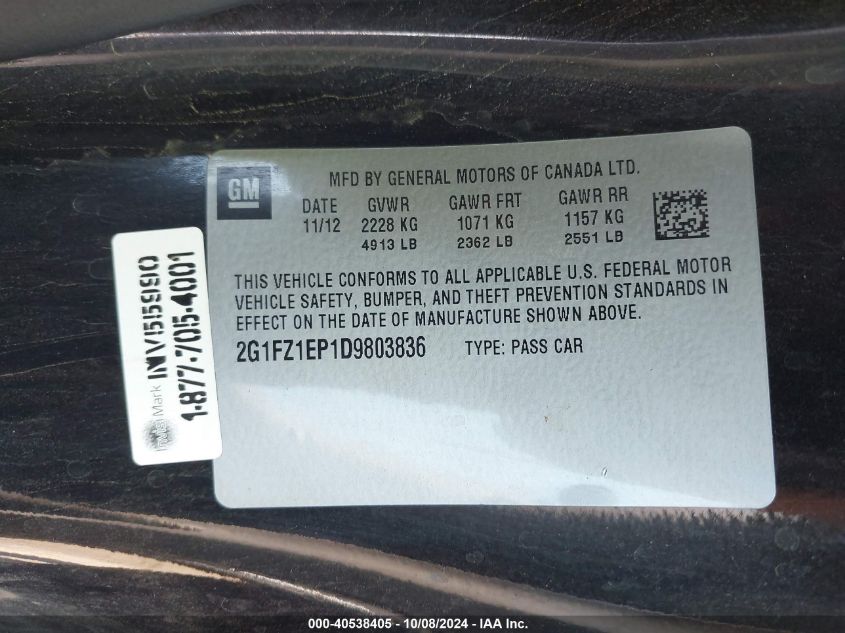 GM
MFD BY GENERAL MOTORS OF CANADA LTD.
DATE GVWR GAWR FRT GAWR RR
11/12 2228 KG 1071 KG 1157 KG
4913 LB 2362 LB 2551 LB
THIS VEHICLE CONFORMS TO ALL APPLICABLE U.S. FEDERAL MOTOR
VEHICLE SAFETY, BUMPER, AND THEFT PREVENTION STANDARDS IN
EFFECT ON THE DATE OF MANUFACTURE SHOWN ABOVE.
2G1FZ1EP1D9803836 TYPE: PASS CAR
Mark INV515990
1-877-705-4001
000-40538405 - 10/08/2024 - IAA Inc.